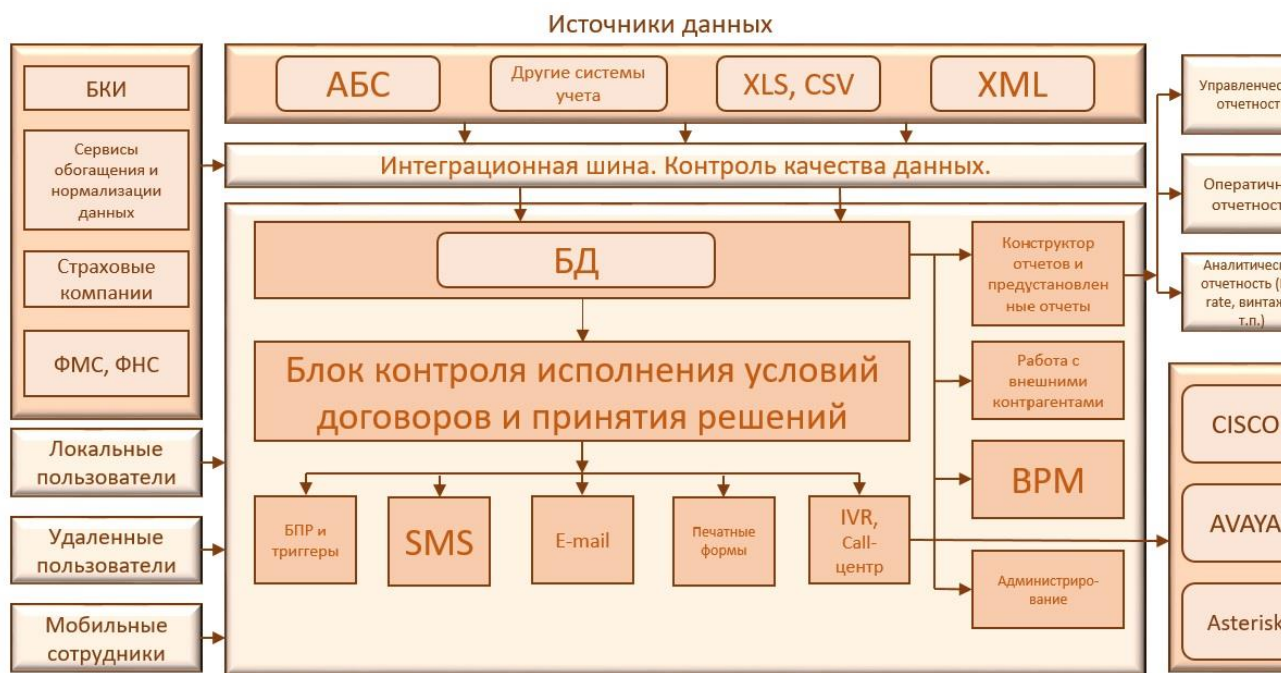 Источники данных
БКИ
Сервисы
обогащения и
нормализации
данных
Страховые
компании
ФМС, ФНС
АБС
Другие системы
учета
XLS, CSV
XML
Интеграционная шина. Контроль качества данных.
БД
Блок контроля исполнения условий
договоров и принятия решений
БПР и
триггеры
SMS
E-mail
Печатные
формы
IVR,
Call-
центр
Конструктор
отчетов и
предустановлен
ные отчеты
Работа с
внешними
контрагентами
BPM
Администриро-
вание
Локальные
пользователи
Удаленные
пользователи
Мобильные
сотрудники
отчетность
rate,
т.п.)
CISCO
AVAYA
Asterisk